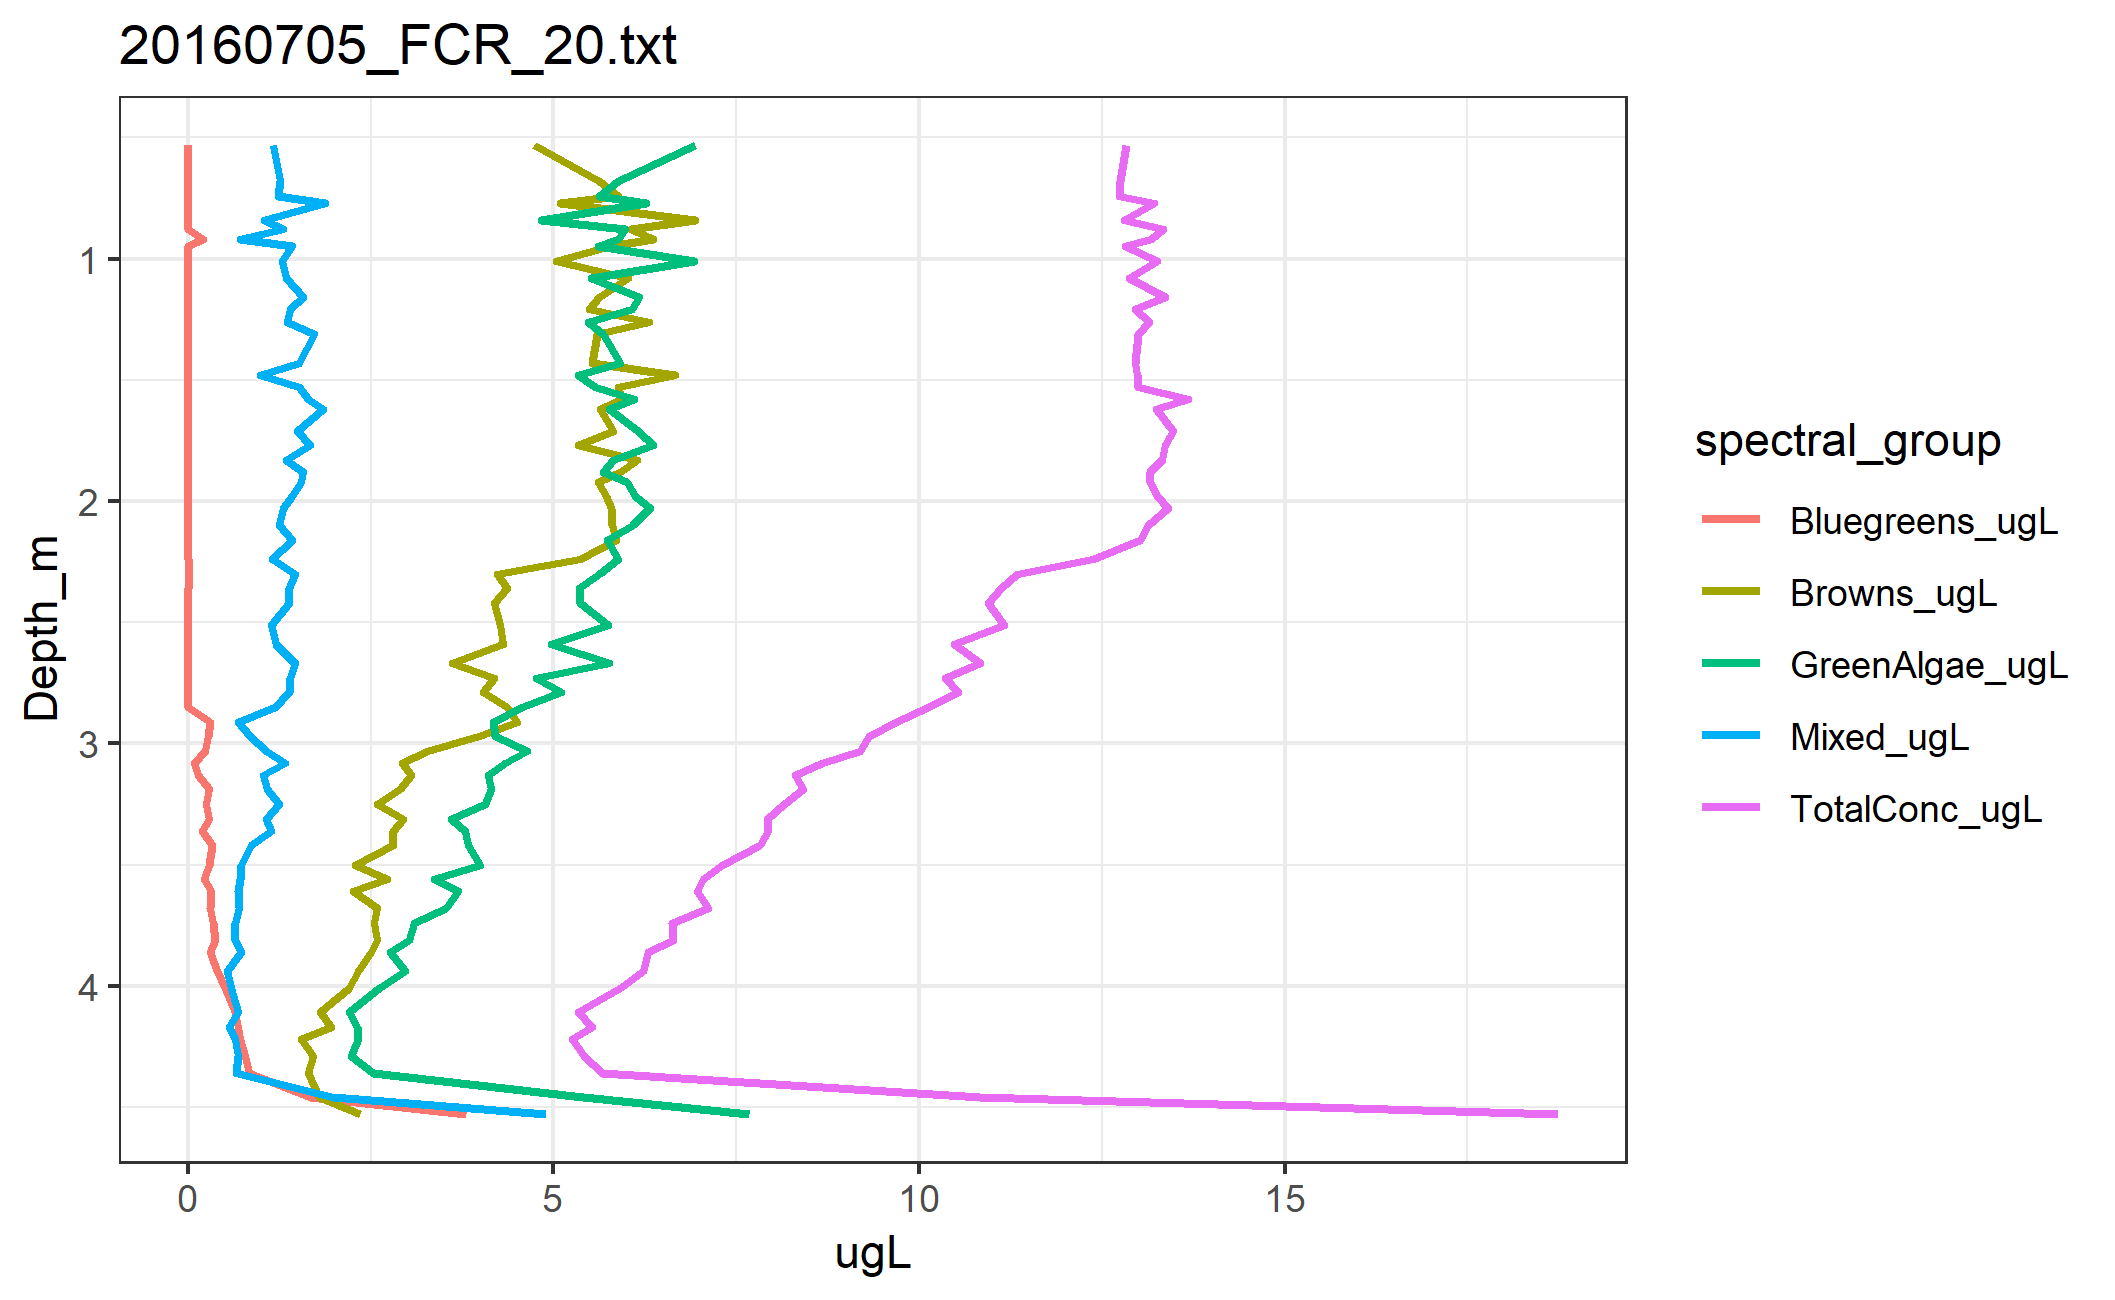 20160705_FCR_20.txt
Depth_m
1
2
3
4
0 5 10 15
ugL
spectral_group
Bluegreens_ugL
Browns_ugL
GreenAlgae_ugL
Mixed_ugL
TotalConc_ugL